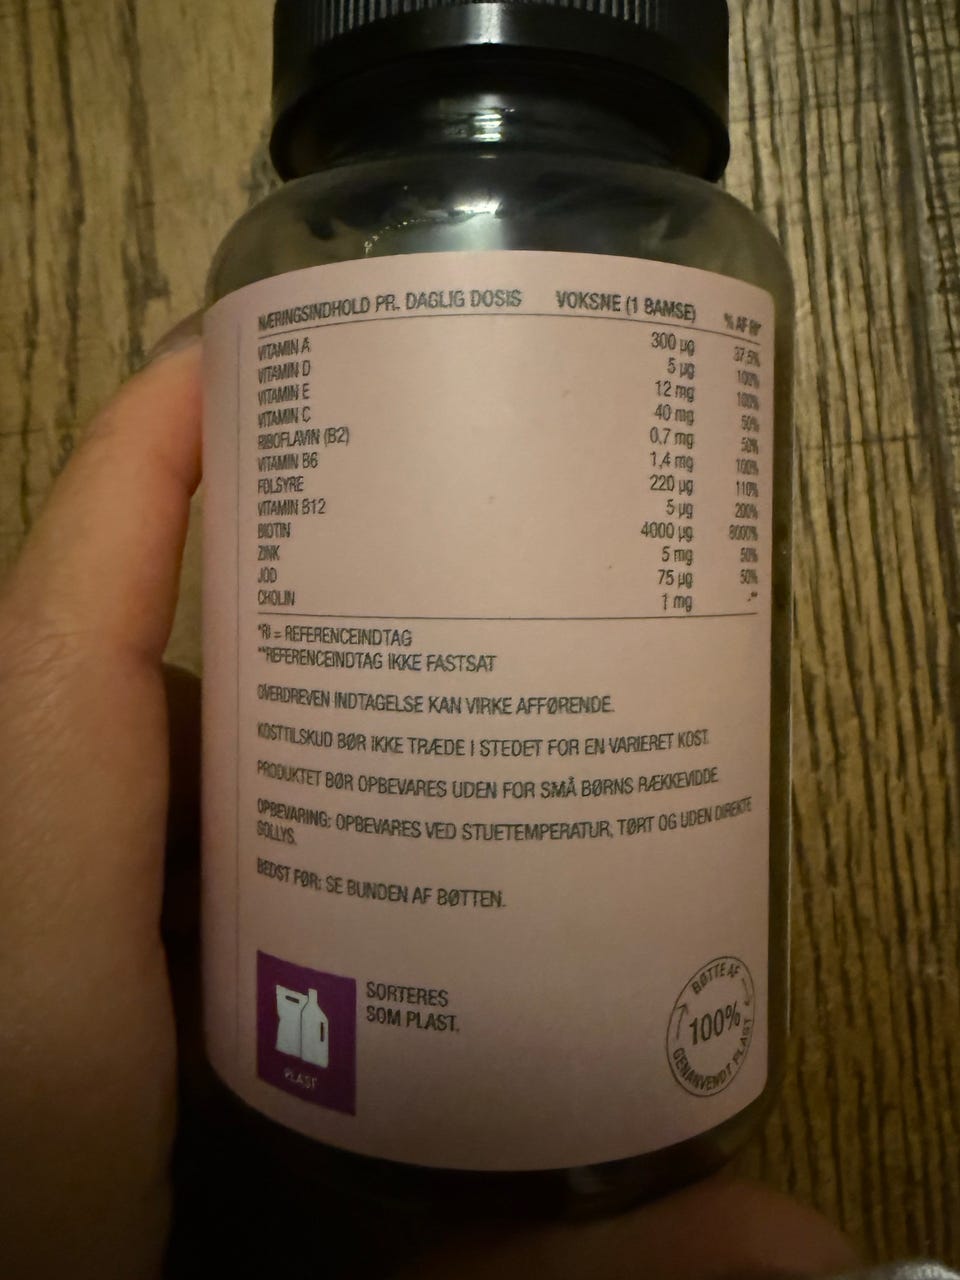 NÆRINGSINDHOLD PR. DAGLIG DOSIS VOKSNE (1 BAMSE) % AF RI*
VITAMIN A 300 µg 37,5%
VITAMIN D 5 µg 100%
VITAMIN E 12 mg 100%
VITAMIN C 40 mg 50%
RIBOFLAVIN (B2) 0,7 mg 50%
VITAMIN B6 1,4 mg 100%
FOLSYRE 220 µg 110%
VITAMIN B12 5 µg 200%
BIOTIN 4000 µg 8000%
ZINK 5 mg 50%
JOD 75 µg 50%
CHOLIN 1 mg -**
*RI = REFERENCEINDTAG
**REFERENCEINDTAG IKKE FASTSAT
OVERDREVEN INDTAGELSE KAN VIRKE AFFØRENDE.
KOSTTILSKUD BØR IKKE TRÆDE I STEDET FOR EN VARIERET KOST.
PRODUKTET BØR OPBEVARES UDEN FOR SMÅ BØRNS RÆKKEVIDDE.
OPBEVARING: OPBEVARES VED STUETEMPERATUR, TØRT OG UDEN DIREKTE
SOLLYS.
BEDST FØR: SE BUNDEN AF BØTTEN.
SORTERES
SOM PLAST.
PLAST
BØTTE AF
100%
GENANVENDT PLAST